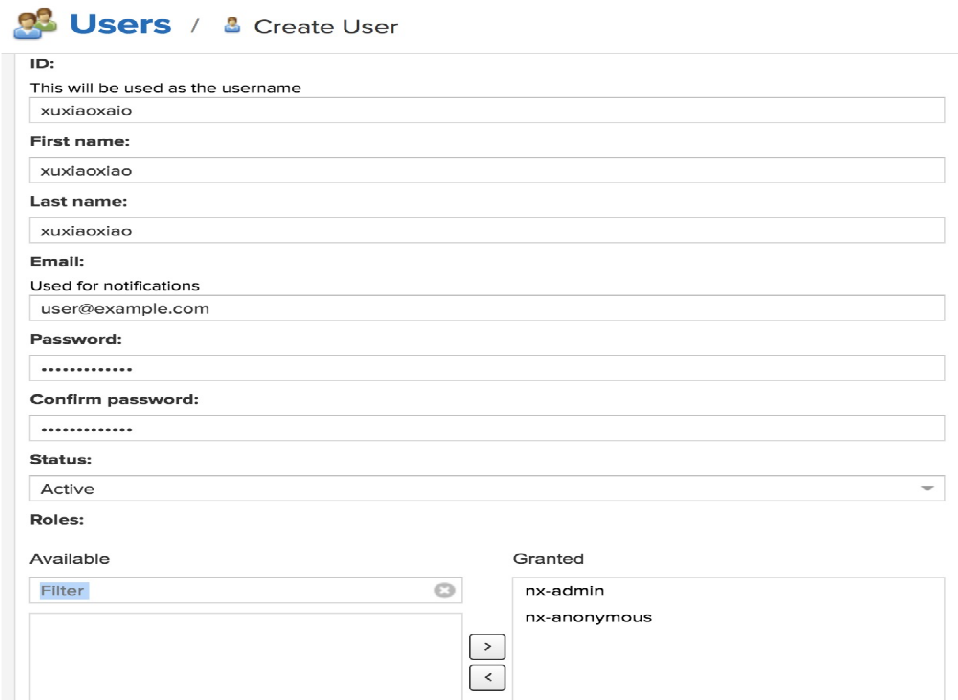 Users / Create User
ID:
This will be used as the username
xuxiaoxaio
First name:
xuxiaoxiao
Last name:
xuxiaoxiao
Email:
Used for notifications
user@example.com
Password:
•••••••••••••
Confirm password:
•••••••••••••
Status:
Active
Roles:
Available
Granted
Filter
nx-admin
nx-anonymous
>
<